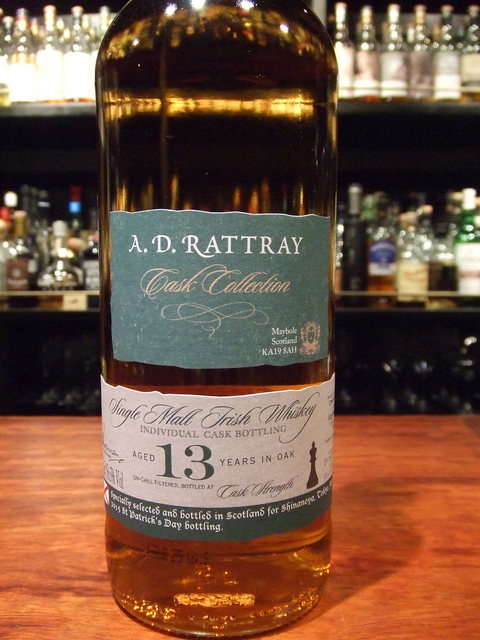 A. D. RATTRAY
Cask Collection
Maybole
Scotland
KA19 8AH
Single Malt Irish Whiskey
INDIVIDUAL CASK BOTTLING
AGED 13 YEARS IN OAK
UN CHILL FILTERED, BOTTLED AT Cask Strength
% Vol
Specially selected and bottled in Scotland for Shinanoya, Tokyo
2015 St Patrick's Day bottling.